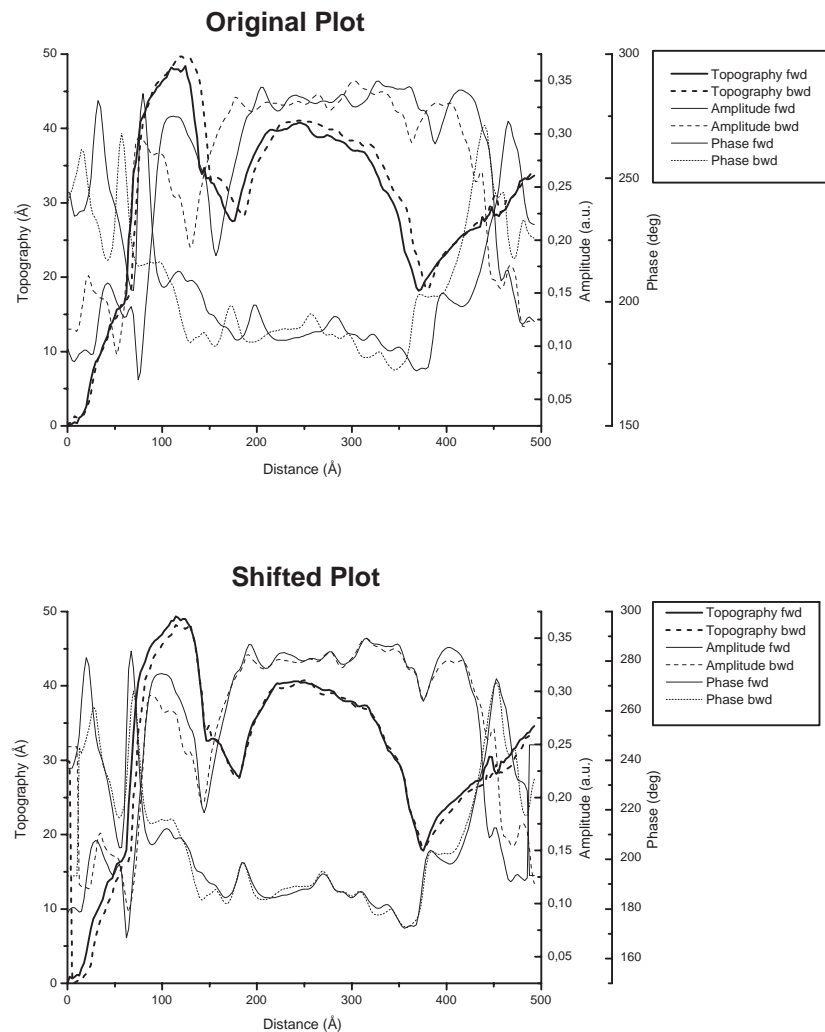 Original Plot
50
40
30
20
10
0
Topography (Å)
0
100
200
300
400
500
Distance (Å)
0,35
0,30
0,25
0,20
0,15
0,10
0,05
Amplitude (a.u.)
300
250
200
150
Phase (deg)
Topography fwd
Topography bwd
Amplitude fwd
Amplitude bwd
Phase fwd
Phase bwd
Shifted Plot
50
40
30
20
10
0
Topography (Å)
0
100
200
300
400
500
Distance (Å)
0,35
0,30
0,25
0,20
0,15
0,10
0,05
Amplitude (a.u.)
300
280
260
240
220
200
180
160
Phase (deg)
Topography fwd
Topography bwd
Amplitude fwd
Amplitude bwd
Phase fwd
Phase bwd